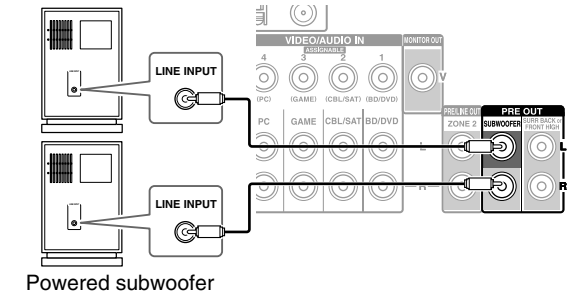 VIDEO/AUDIO IN
MONITOR OUT
ASSIGNABLE
4 3 2 1
(PC) (GAME) (CBL/SAT) (BD/DVD)
V
LINE INPUT
PRE/LINE OUT
PRE OUT
PC GAME CBL/SAT BD/DVD
ZONE 2
SUBWOOFER
SURR BACK or
FRONT HIGH
L
L
R
R
LINE INPUT
Powered subwoofer